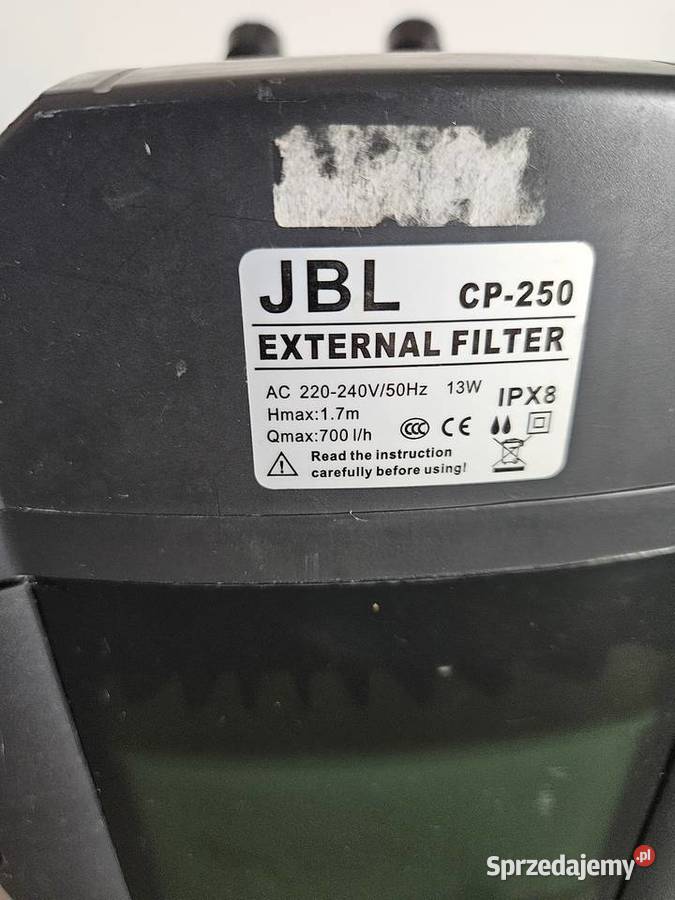 JBL CP-250
EXTERNAL FILTER
AC 220-240V/50Hz 13W IPX8
Hmax:1.7m
Qmax:700 l/h CCC CE
Read the instruction
carefully before using!
Sprzedajemy.pl